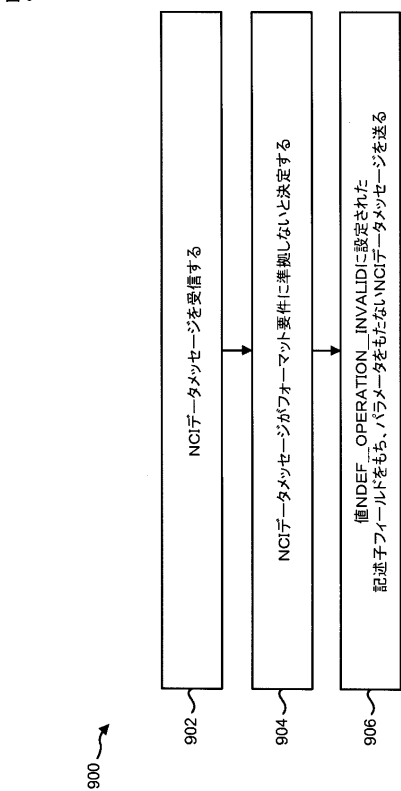 900
902
NCIデータメッセージを受信する
904
NCIデータメッセージがフォーマット要件に準拠しないと決定する
906
値NDEF__OPERATION__INVALIDに設定された
記述子フィールドをもち、パラメータをもたないNCIデータメッセージを送る